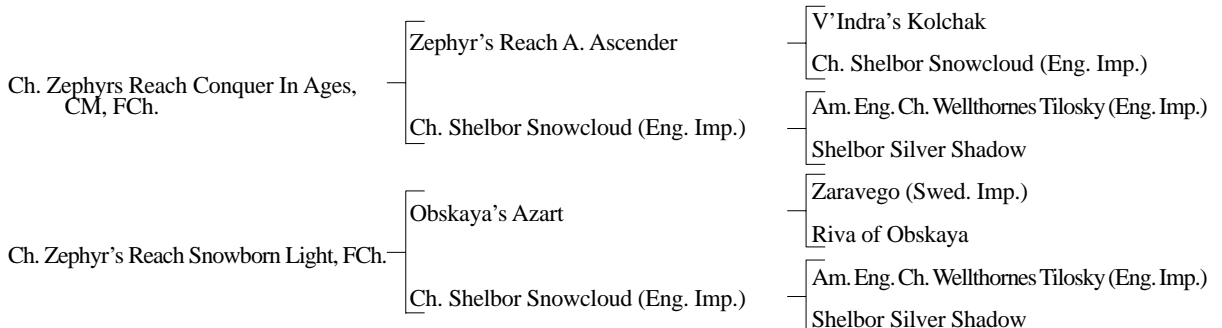 V’Indra’s Kolchak
Zephyr’s Reach A. Ascender
Ch. Shelbor Snowcloud (Eng. Imp.)
Ch. Zephyrs Reach Conquer In Ages,
CM, FCh.
Am. Eng. Ch. Wellthornes Tilosky (Eng. Imp.)
Ch. Shelbor Snowcloud (Eng. Imp.)
Shelbor Silver Shadow
Zaravego (Swed. Imp.)
Obskaya’s Azart
Riva of Obskaya
Ch. Zephyr’s Reach Snowborn Light, FCh.
Am. Eng. Ch. Wellthornes Tilosky (Eng. Imp.)
Ch. Shelbor Snowcloud (Eng. Imp.)
Shelbor Silver Shadow